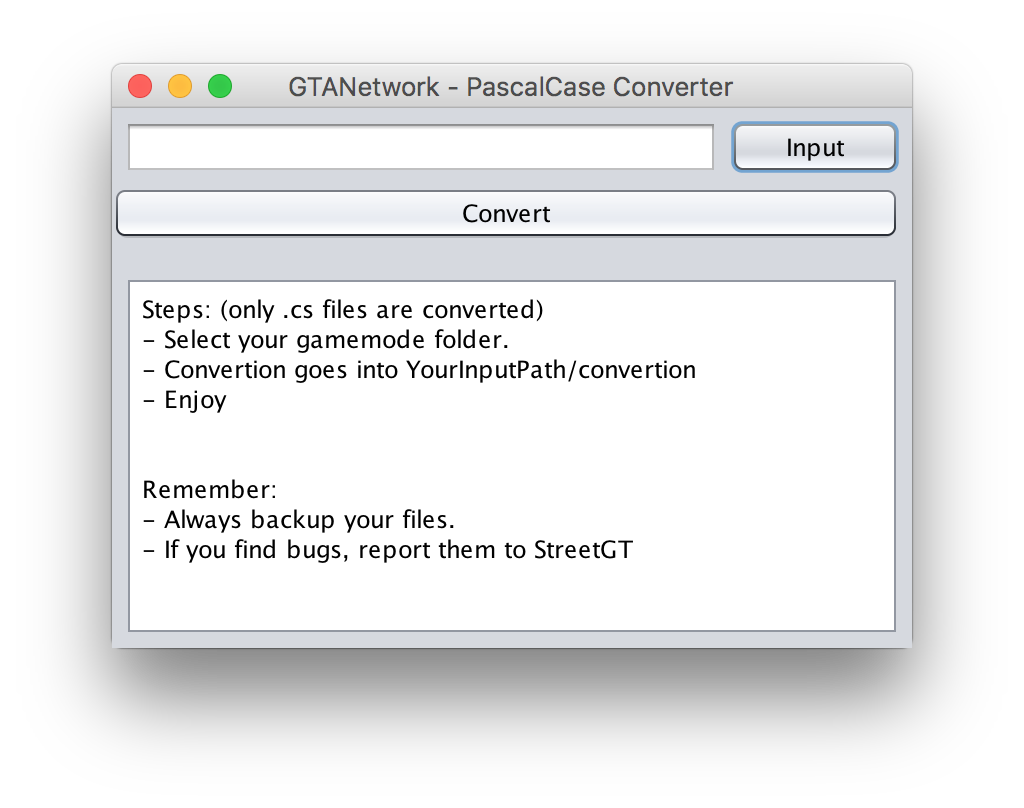 GTANetwork - PascalCase Converter
Input
Convert
Steps: (only .cs files are converted)
- Select your gamemode folder.
- Convertion goes into YourInputPath/convertion
- Enjoy
Remember:
- Always backup your files.
- If you find bugs, report them to StreetGT